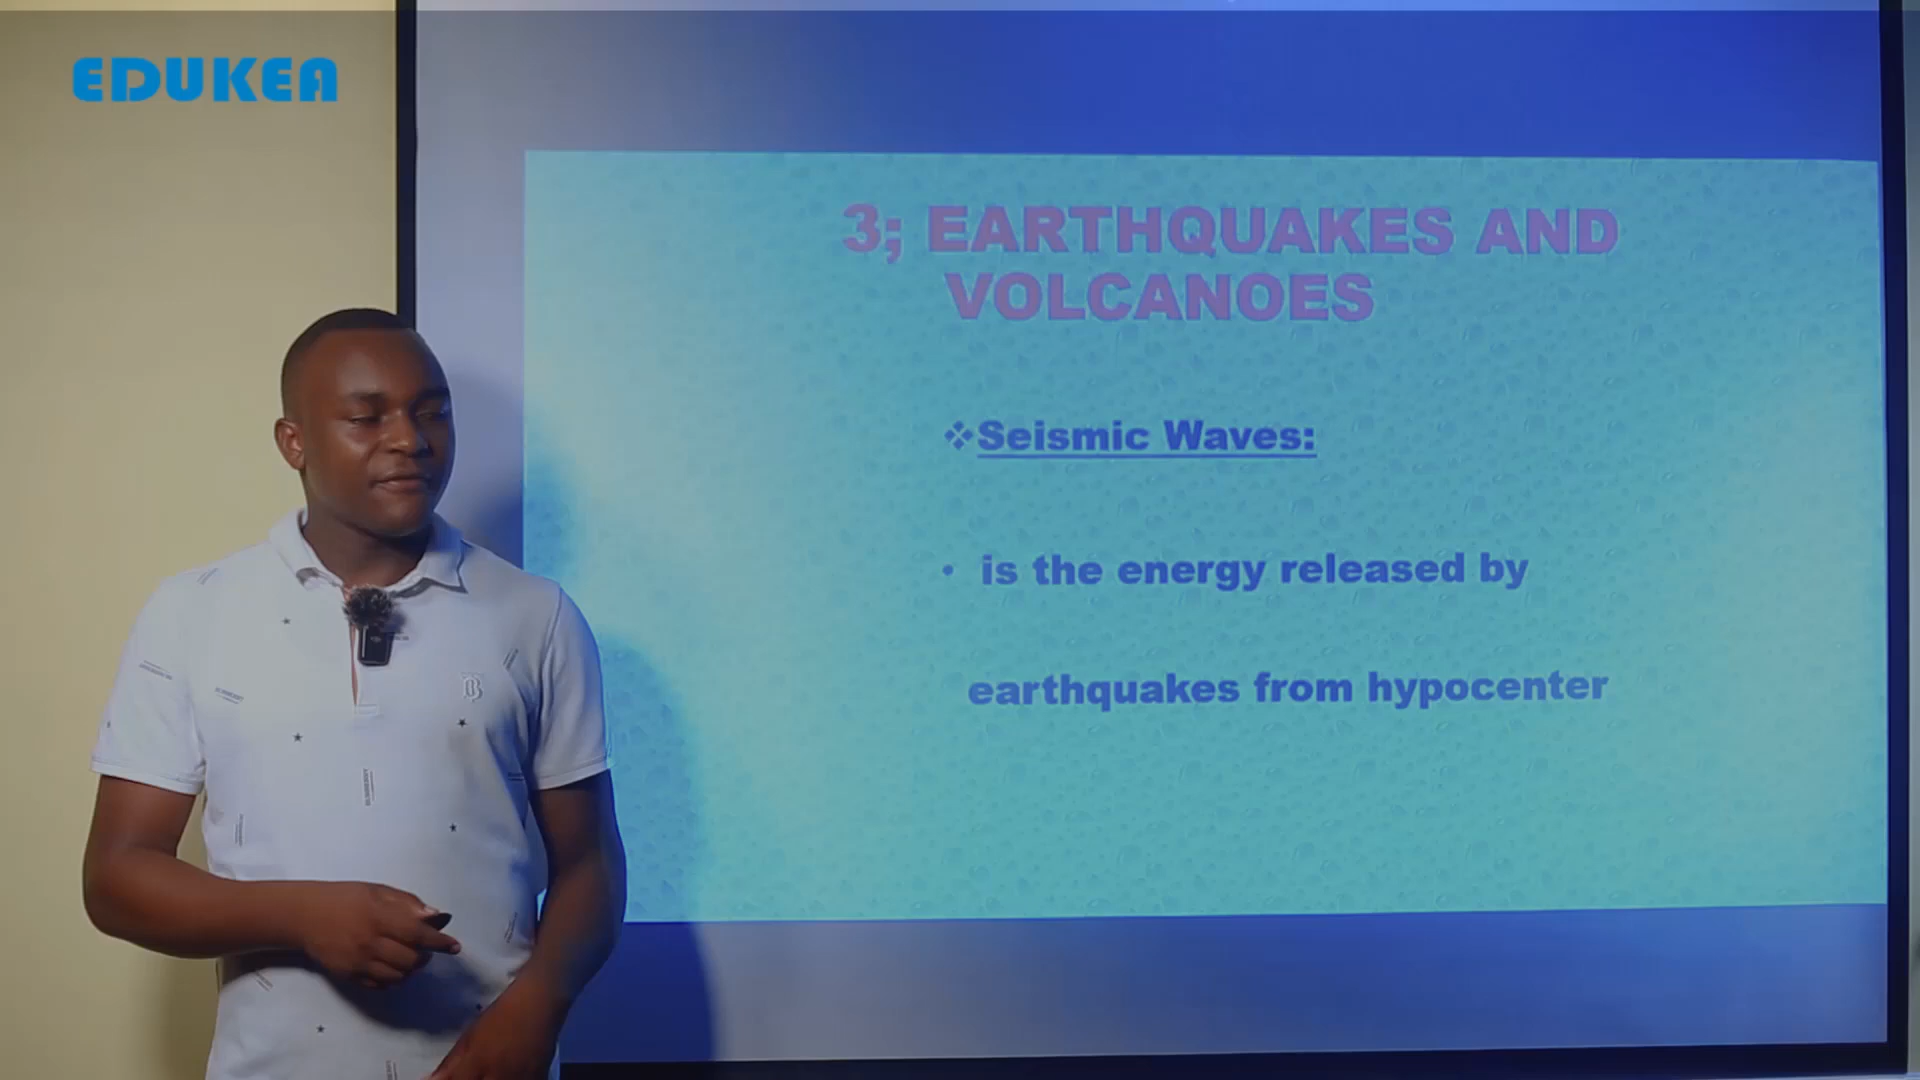 EDUKEA
3; EARTHQUAKES AND
VOLCANOES
❖Seismic Waves:
• is the energy released by
earthquakes from hypocenter